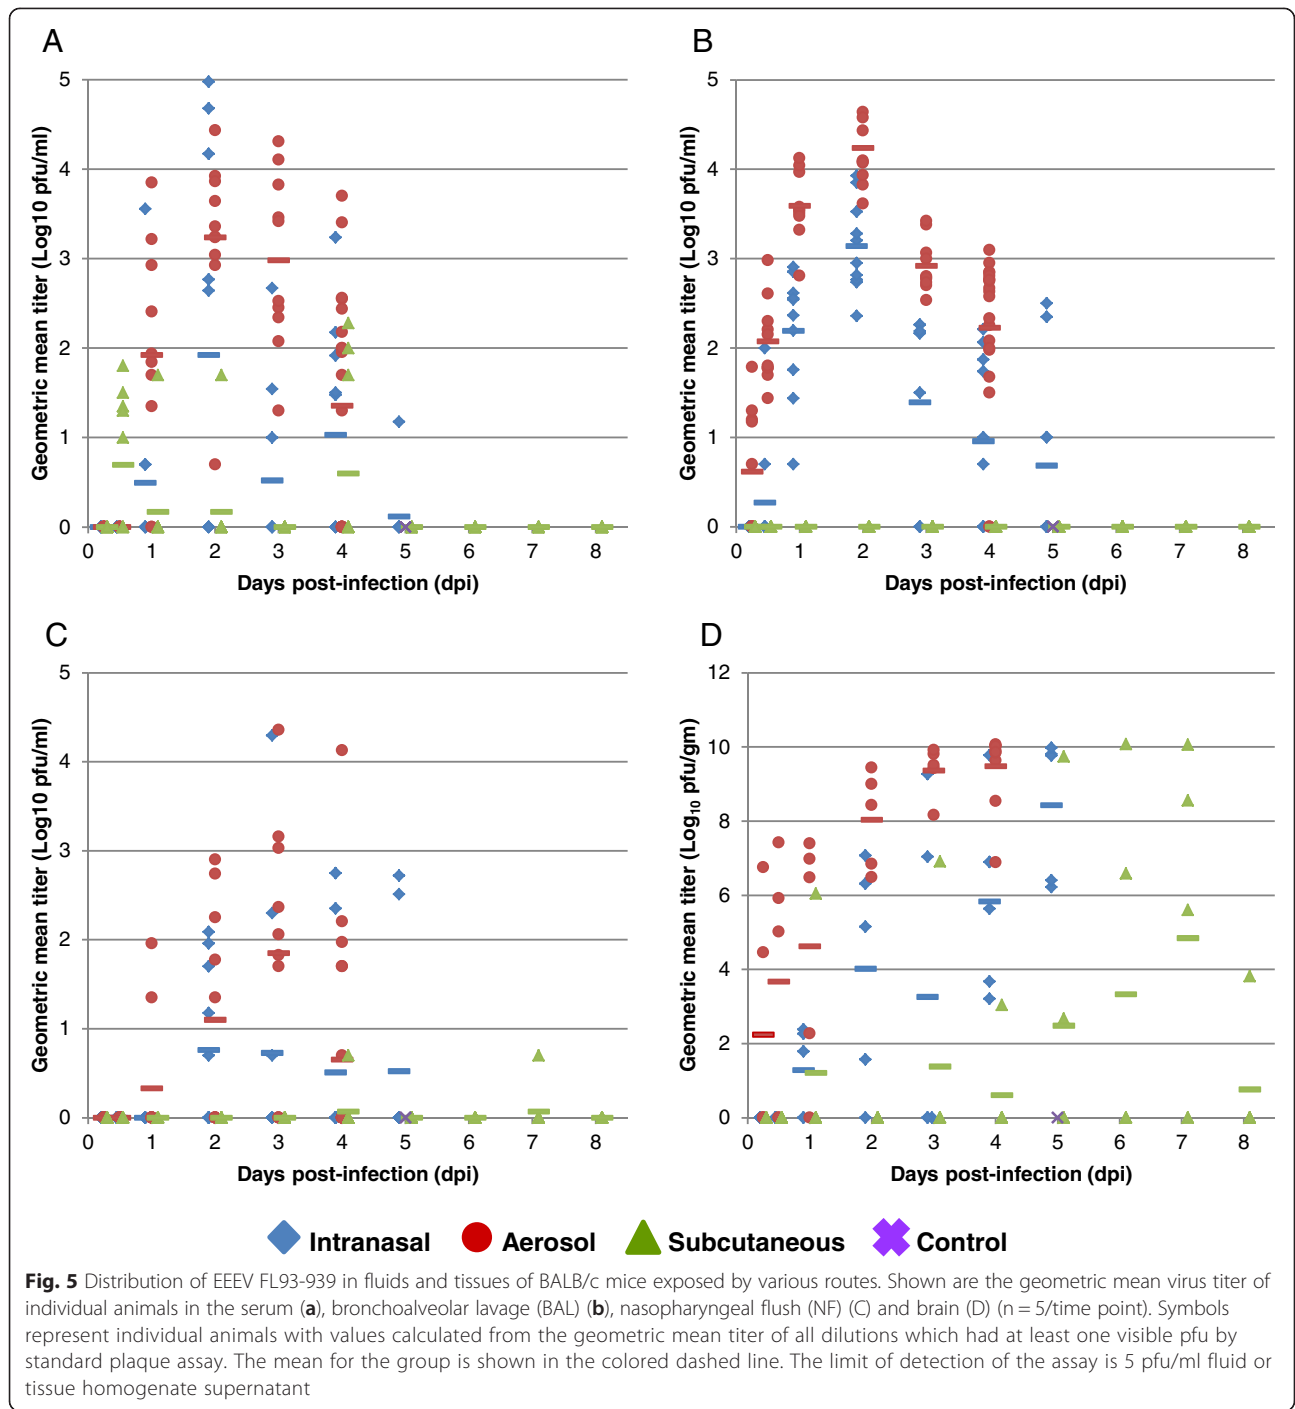 A
Geometric mean titer (Log10 pfu/ml)
5
4
3
2
1
0
0 1 2 3 4 5 6 7 8
Days post-infection (dpi)
B
Geometric mean titer (Log10 pfu/ml)
5
4
3
2
1
0
0 1 2 3 4 5 6 7 8
Days post-infection (dpi)
C
Geometric mean titer (Log10 pfu/ml)
5
4
3
2
1
0
0 1 2 3 4 5 6 7 8
Days post-infection (dpi)
D
Geometric mean titer (Log₁₀ pfu/gm)
12
10
8
6
4
2
0
0 1 2 3 4 5 6 7 8
Days post-infection (dpi)
Intranasal Aerosol Subcutaneous Control
Fig. 5 Distribution of EEEV FL93-939 in fluids and tissues of BALB/c mice exposed by various routes. Shown are the geometric mean virus titer of
individual animals in the serum (a), bronchoalveolar lavage (BAL) (b), nasopharyngeal flush (NF) (C) and brain (D) (n = 5/time point). Symbols
represent individual animals with values calculated from the geometric mean titer of all dilutions which had at least one visible pfu by
standard plaque assay. The mean for the group is shown in the colored dashed line. The limit of detection of the assay is 5 pfu/ml fluid or
tissue homogenate supernatant